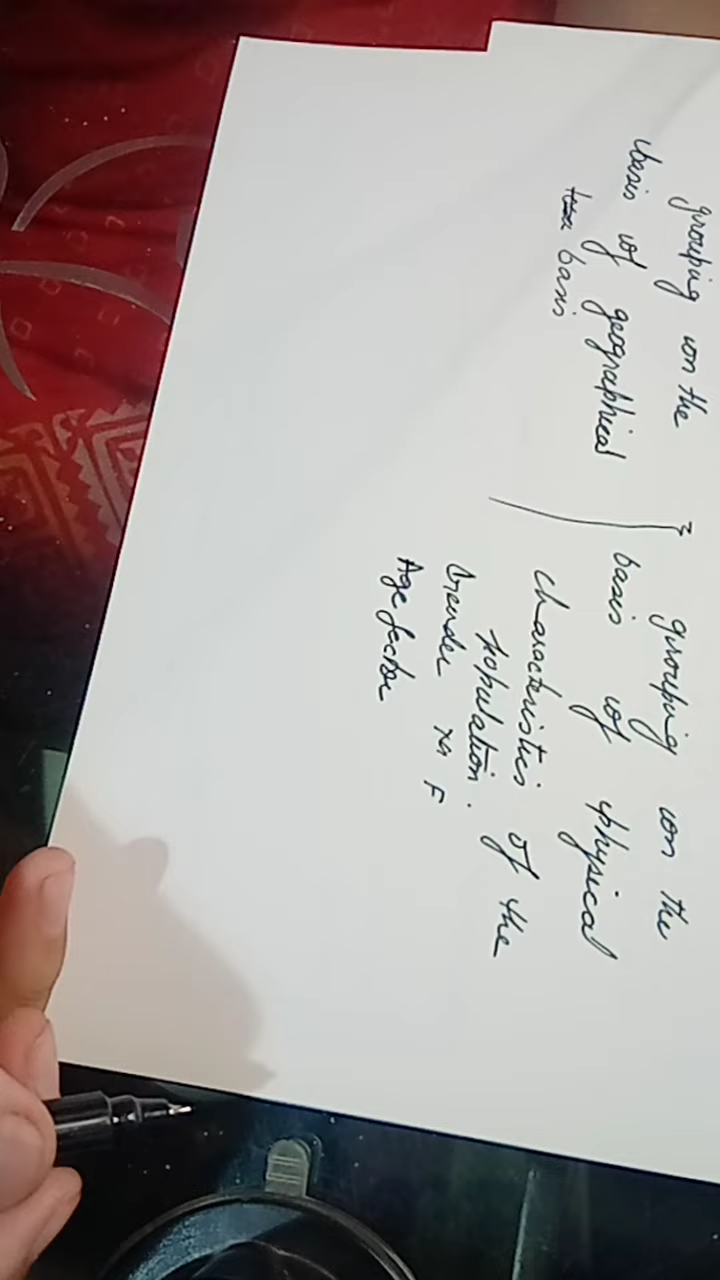 grouping on the
basis of geographical
basis
grouping on the
basis of physical
characteristics of the
population.
Gender M F
Age factor